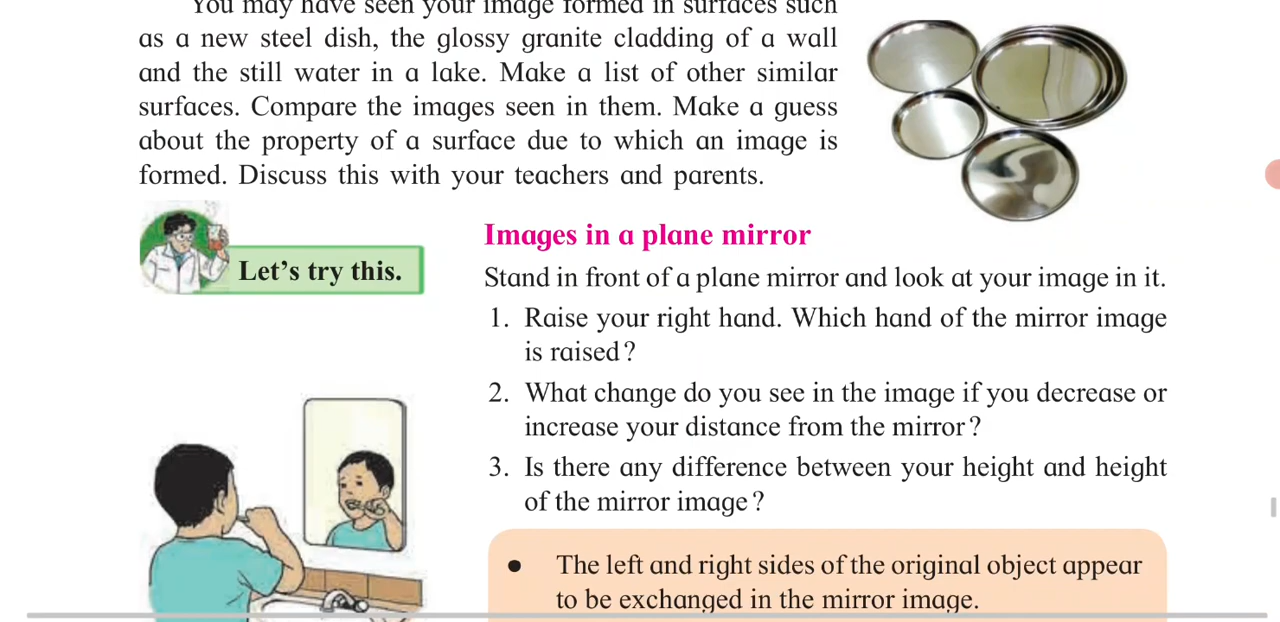 You may have seen your image formed in surfaces such
as a new steel dish, the glossy granite cladding of a wall
and the still water in a lake. Make a list of other similar
surfaces. Compare the images seen in them. Make a guess
about the property of a surface due to which an image is
formed. Discuss this with your teachers and parents.
Let's try this.
Images in a plane mirror
Stand in front of a plane mirror and look at your image in it.
1. Raise your right hand. Which hand of the mirror image
is raised?
2. What change do you see in the image if you decrease or
increase your distance from the mirror?
3. Is there any difference between your height and height
of the mirror image?
• The left and right sides of the original object appear
to be exchanged in the mirror image.